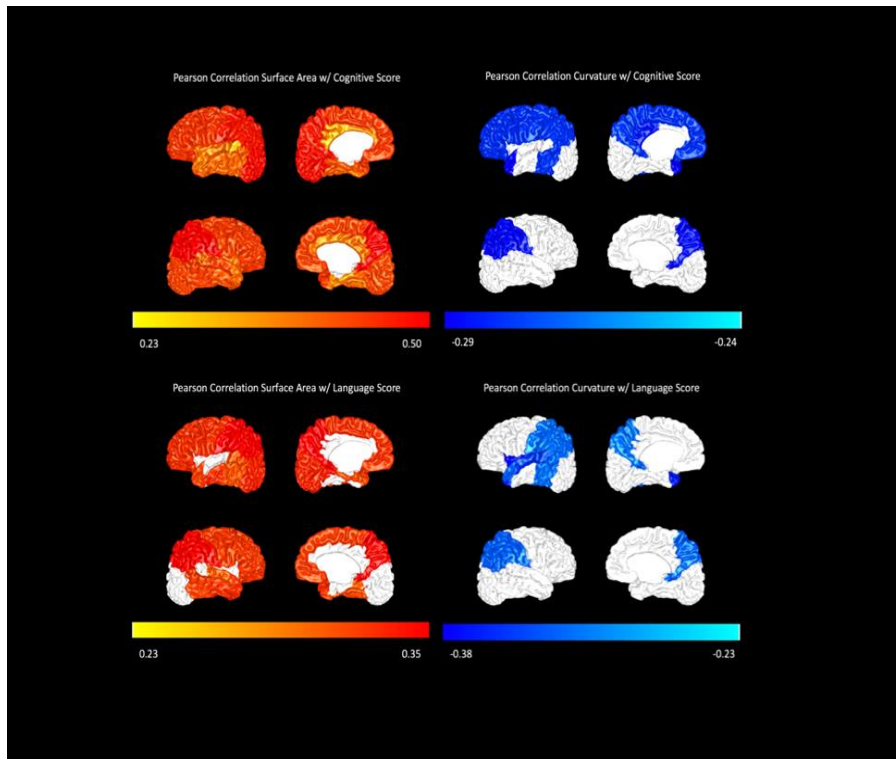 Pearson Correlation Surface Area w/ Cognitive Score
Pearson Correlation Curvature w/ Cognitive Score
0.23
0.50
-0.29
-0.24
Pearson Correlation Surface Area w/ Language Score
Pearson Correlation Curvature w/ Language Score
0.23
0.35
-0.38
-0.23